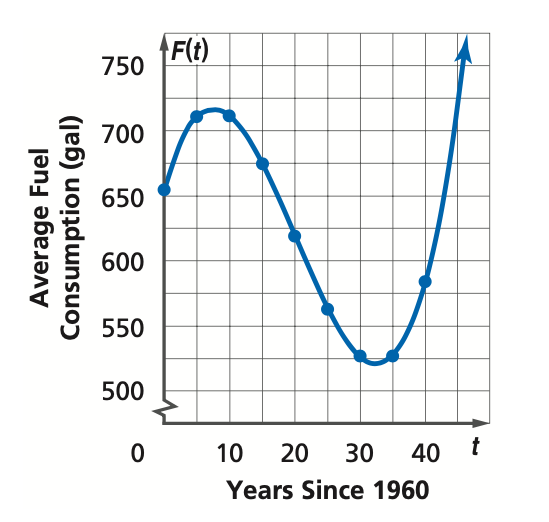 F(t)
750
700
650
600
550
500
Average Fuel
Consumption (gal)
0 10 20 30 40 t
Years Since 1960